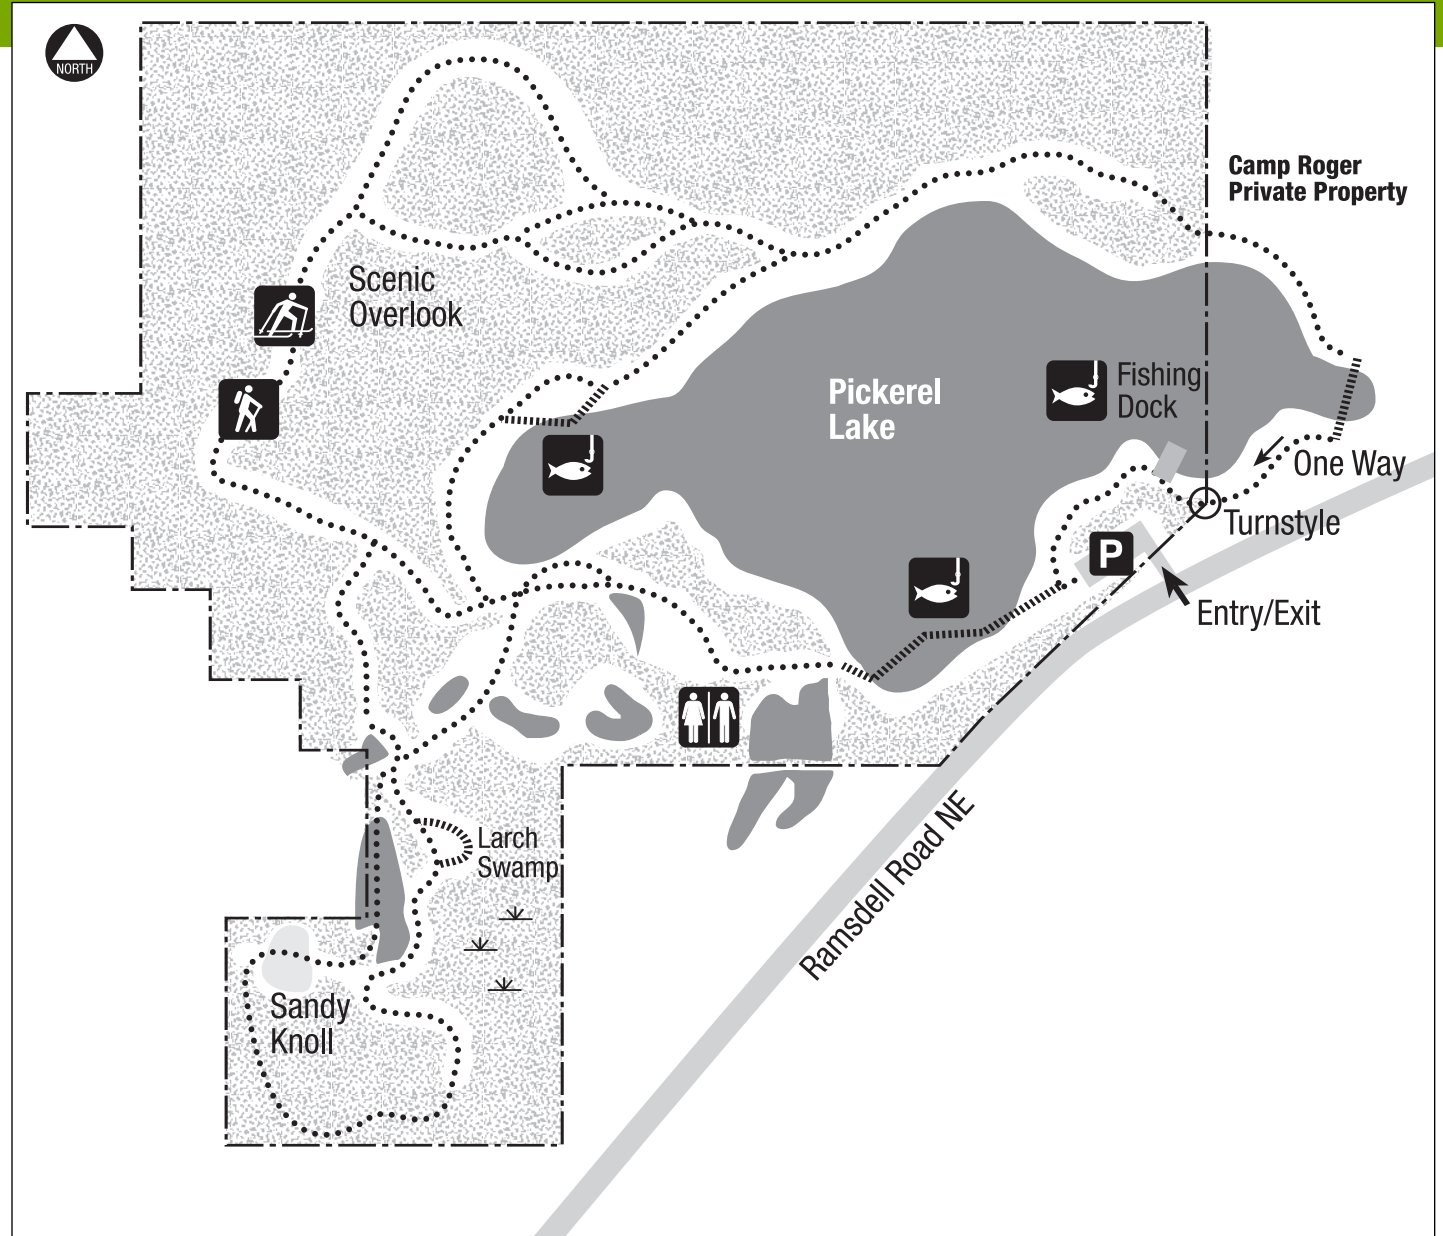 NORTH
Camp Roger
Private Property
Scenic
Overlook
Pickerel
Lake
Fishing
Dock
One Way
Turnstyle
P
Entry/Exit
Larch
Swamp
Ramsdell Road NE
Sandy
Knoll